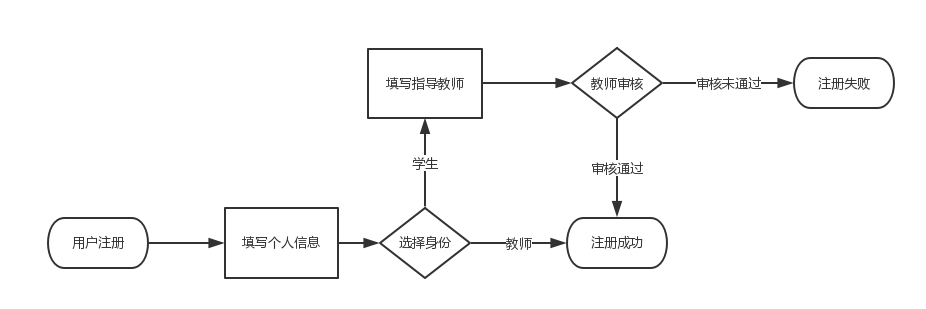 填写指导教师
教师审核
审核未通过
注册失败
学生
审核通过
用户注册
填写个人信息
选择身份
教师
注册成功